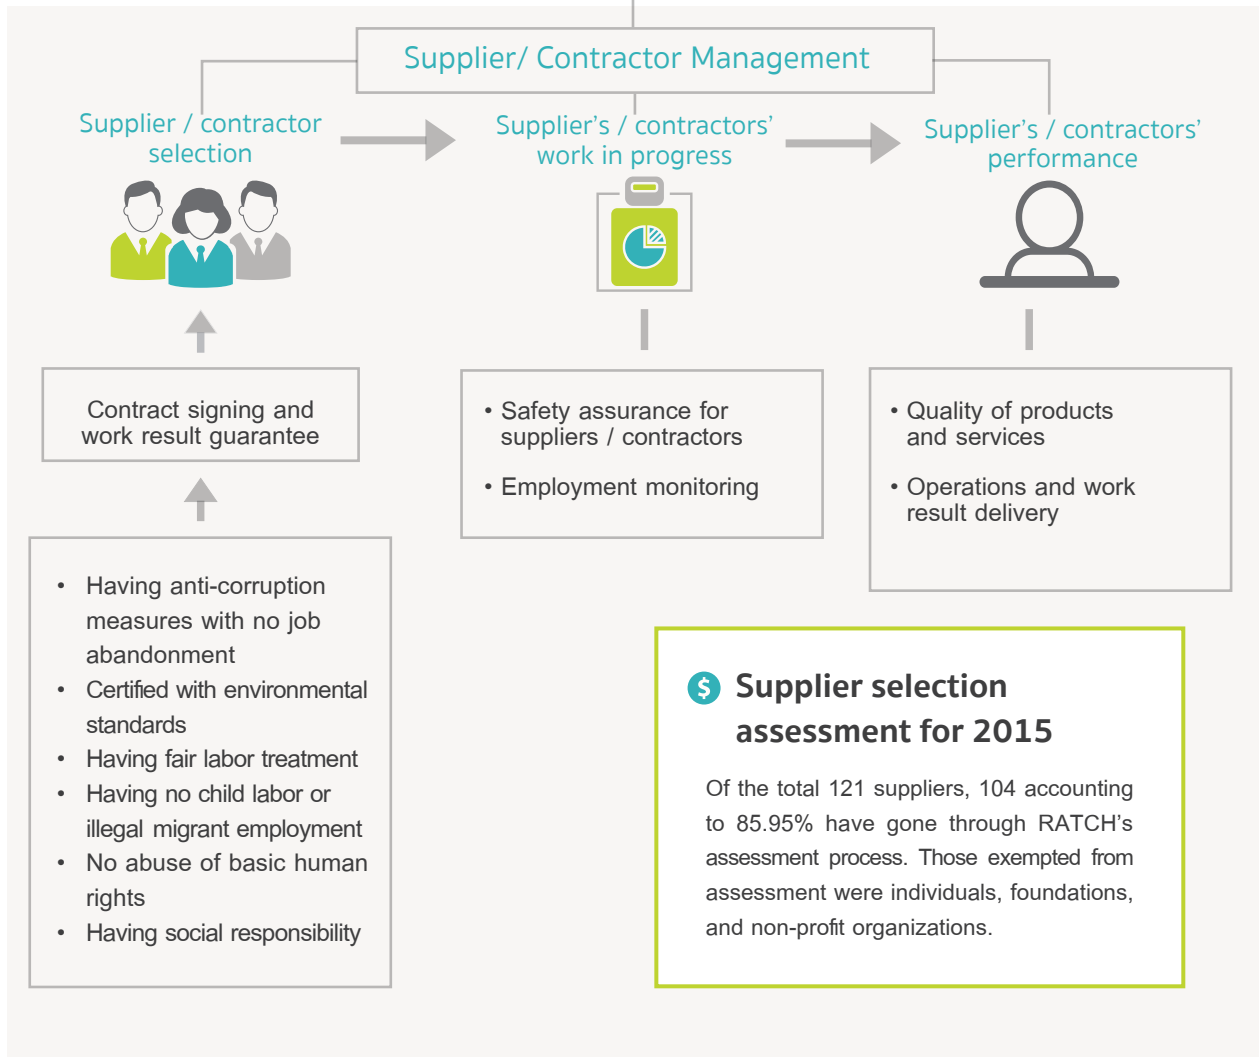 Supplier/ Contractor Management
Supplier / contractor
selection
Supplier's / contractors'
work in progress
Supplier's / contractors'
performance
Contract signing and
work result guarantee
• Safety assurance for
suppliers / contractors
• Employment monitoring
• Quality of products
and services
• Operations and work
result delivery
• Having anti-corruption
measures with no job
abandonment
• Certified with environmental
standards
• Having fair labor treatment
• Having no child labor or
illegal migrant employment
• No abuse of basic human
rights
• Having social responsibility
$ Supplier selection
assessment for 2015
Of the total 121 suppliers, 104 accounting
to 85.95% have gone through RATCH’s
assessment process. Those exempted from
assessment were individuals, foundations,
and non-profit organizations.